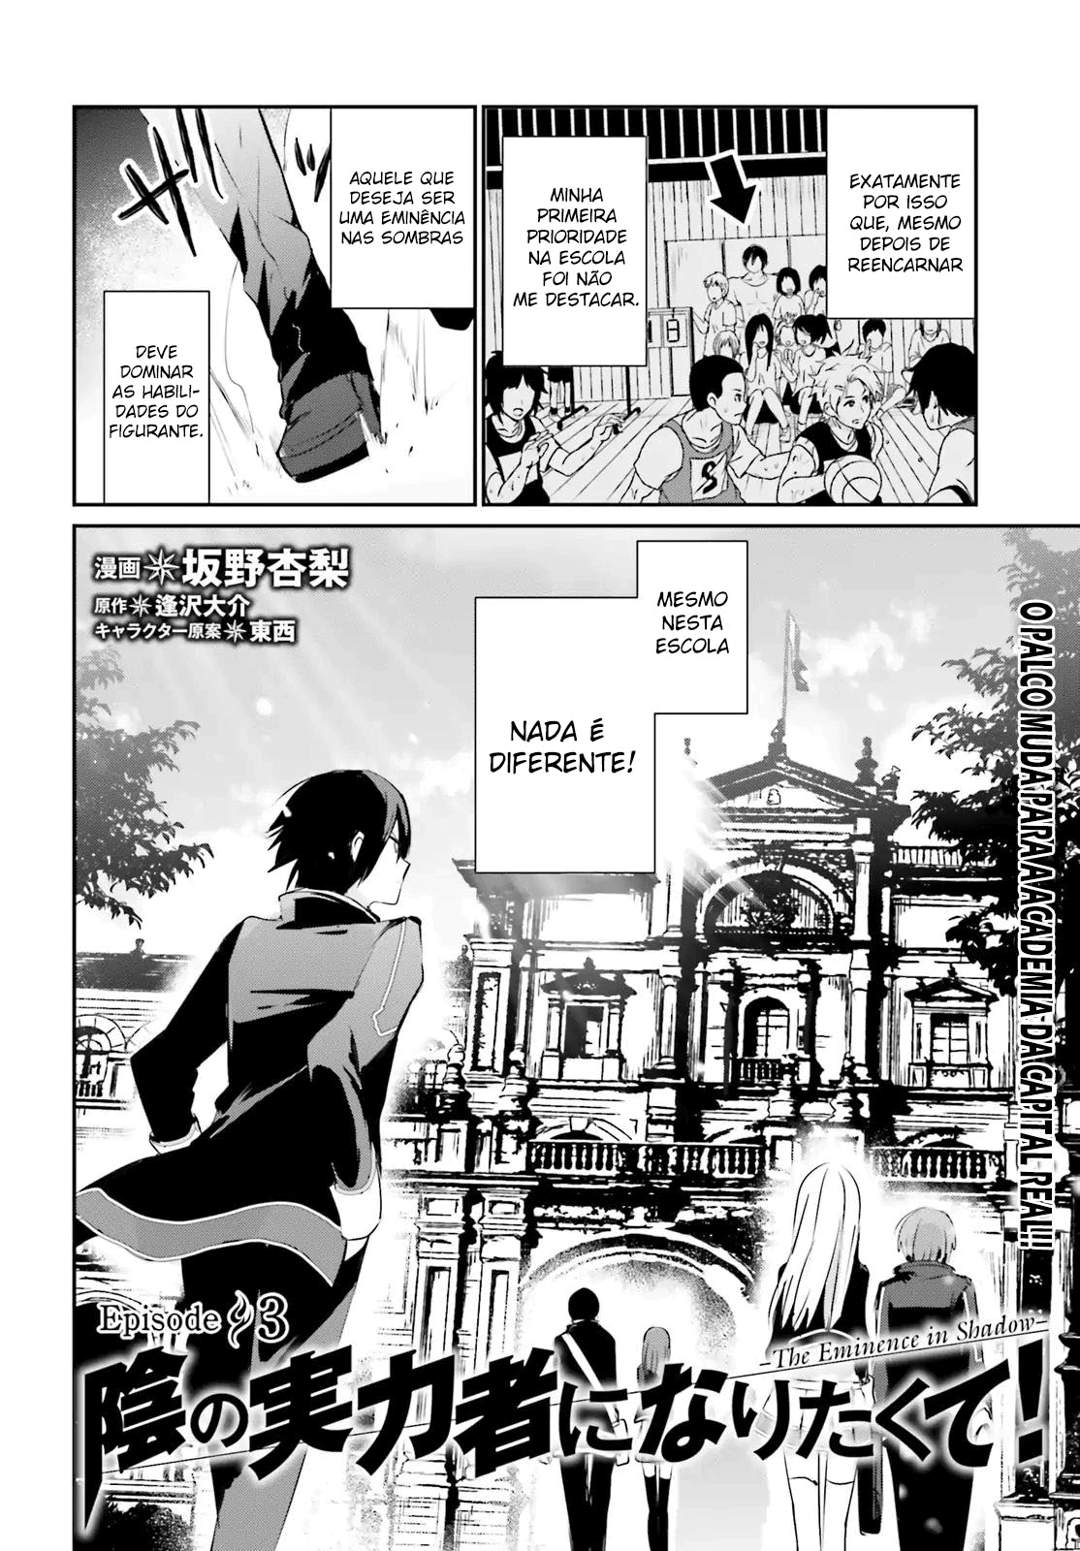 EXATAMENTE
POR ISSO
QUE, MESMO
DEPOIS DE
REENCARNAR
MINHA
PRIMEIRA
PRIORIDADE
NA ESCOLA
FOI NÃO
ME DESTACAR.
AQUELE QUE
DESEJA SER
UMA EMINÊNCIA
NAS SOMBRAS
DEVE
DOMINAR
AS HABILI-
DADES DO
FIGURANTE.
MESMO
NESTA
ESCOLA
NADA É
DIFERENTE!
漫画 坂野杏梨
原作 逢沢大介
キャラクター原案 東西
O PALCO MUDA PARA A ACADEMIA DA CAPITAL REAL!!!
Episode 3
-The Eminence in Shadow-
陰の実力者になりたくて!